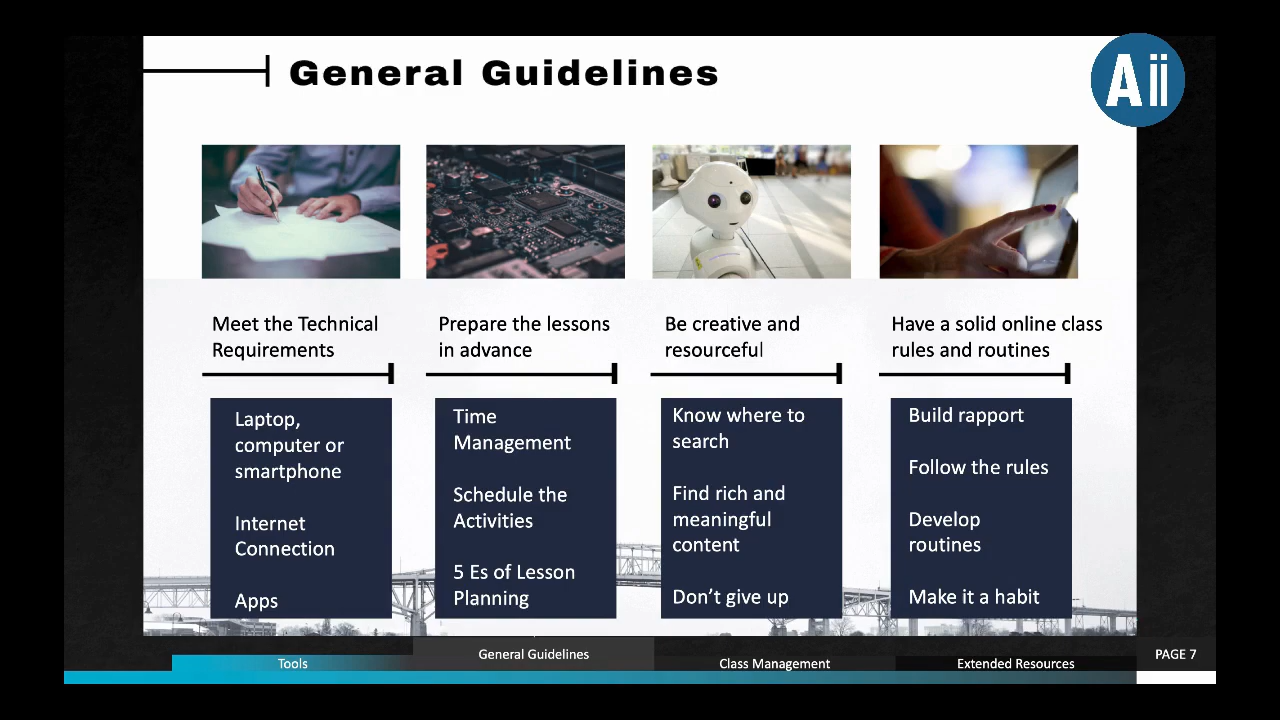 General Guidelines
Aii
Meet the Technical
Requirements
Prepare the lessons
in advance
Be creative and
resourceful
Have a solid online class
rules and routines
Laptop,
computer or
smartphone
Internet
Connection
Apps
Time
Management
Schedule the
Activities
5 Es of Lesson
Planning
Know where to
search
Find rich and
meaningful
content
Don’t give up
Build rapport
Follow the rules
Develop
routines
Make it a habit
Tools
General Guidelines
Class Management
Extended Resources
PAGE 7